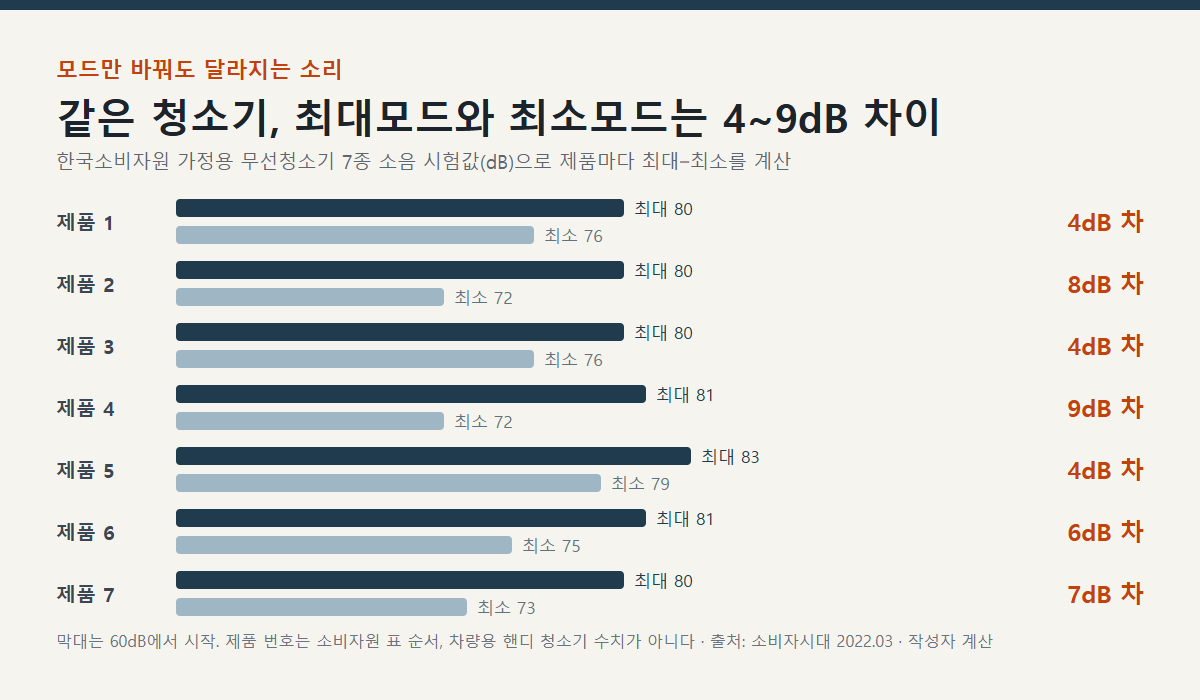 모드만 바꿔도 달라지는 소리
같은 청소기, 최대모드와 최소모드는 4~9dB 차이
한국소비자원 가정용 무선청소기 7종 소음 시험값(dB)으로 제품마다 최대−최소를 계산
제품 1
최대 80
최소 76
4dB 차
제품 2
최대 80
최소 72
8dB 차
제품 3
최대 80
최소 76
4dB 차
제품 4
최대 81
최소 72
9dB 차
제품 5
최대 83
최소 79
4dB 차
제품 6
최대 81
최소 75
6dB 차
제품 7
최대 80
최소 73
7dB 차
막대는 60dB에서 시작. 제품 번호는 소비자원 표 순서, 차량용 핸디 청소기 수치가 아니다 · 출처: 소비자시대 2022.03 · 작성자 계산